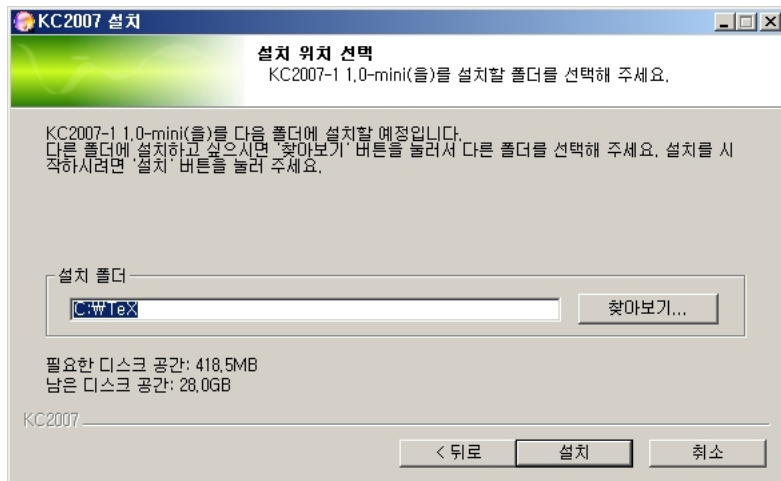 KC2007 설치
설치 위치 선택
KC2007-1 1.0-mini(을)를 설치할 폴더를 선택해 주세요.
KC2007-1 1.0-mini(을)를 다음 폴더에 설치할 예정입니다.
다른 폴더에 설치하고 싶으시면 '찾아보기' 버튼을 눌러서 다른 폴더를 선택해 주세요. 설치를 시
작하시려면 '설치' 버튼을 눌러 주세요.
설치 폴더
C:₩TeX
찾아보기...
필요한 디스크 공간: 418.5MB
남은 디스크 공간: 28.0GB
KC2007
< 뒤로
설치
취소